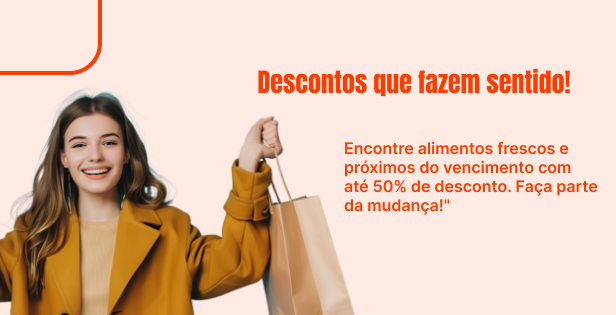 Descontos que fazem sentido!
Encontre alimentos frescos e
próximos do vencimento com
até 50% de desconto. Faça parte
da mudança!"